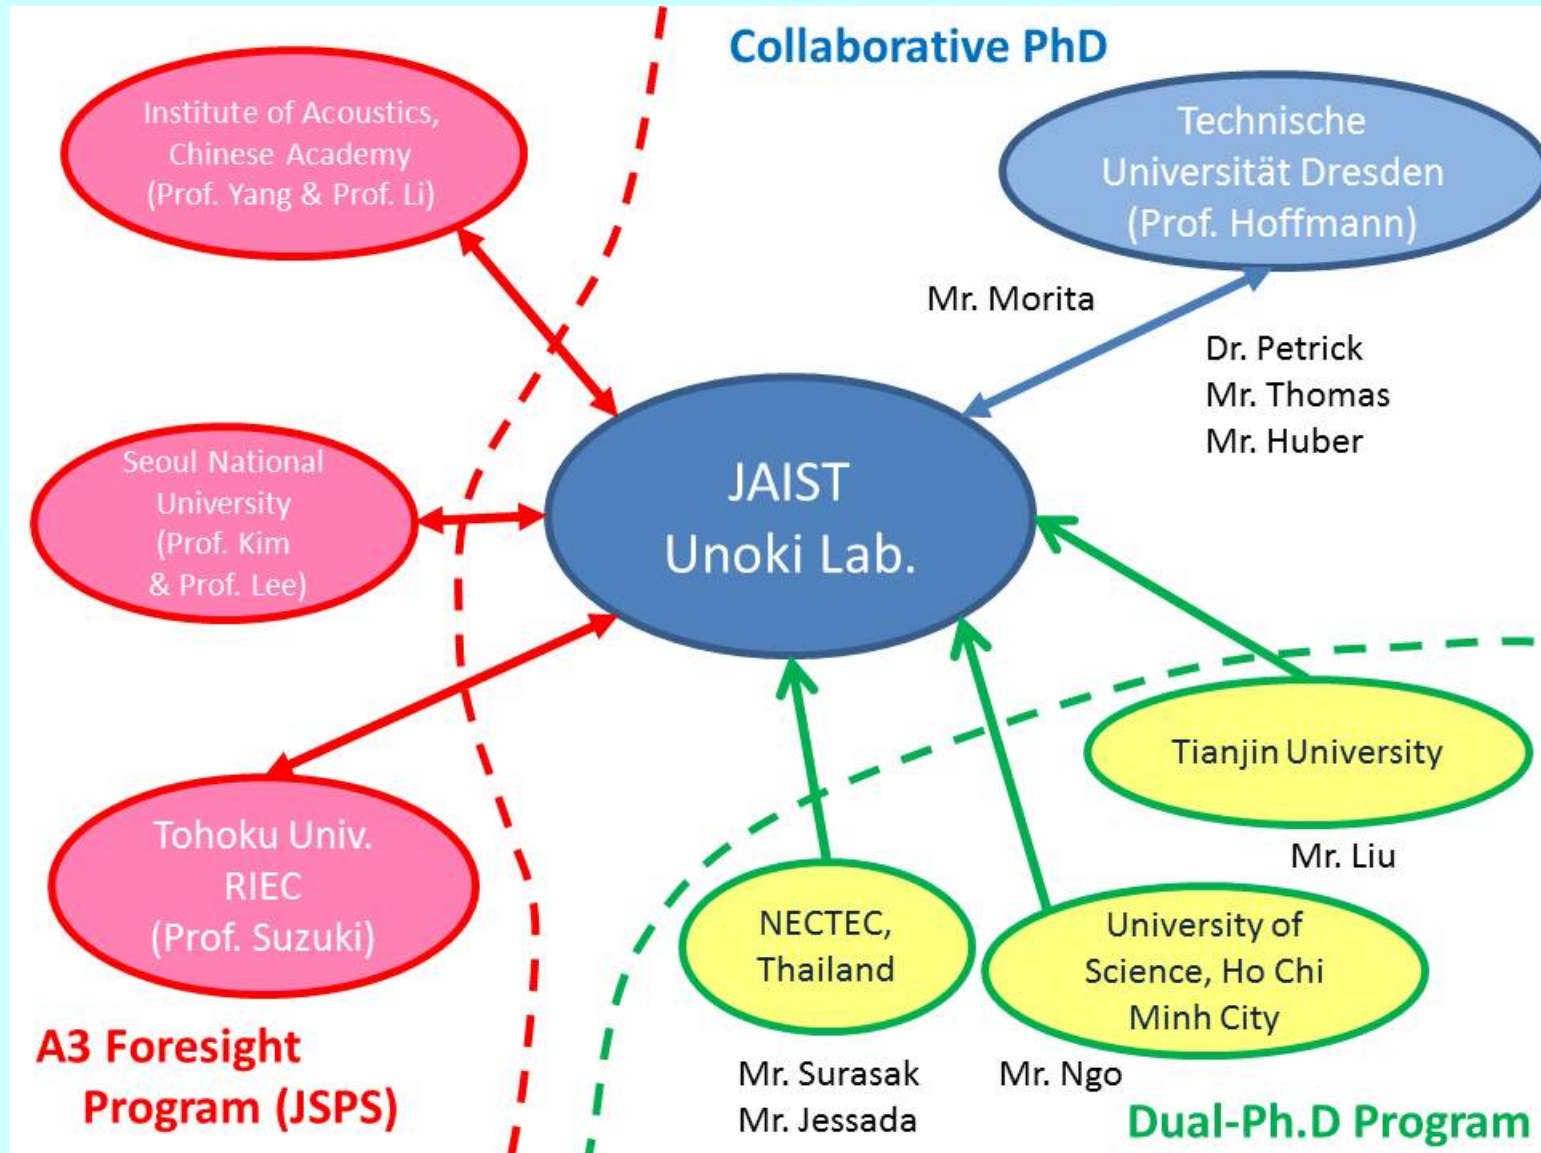 Collaborative PhD
Institute of Acoustics,
Chinese Academy
(Prof. Yang & Prof. Li)
Technische
Universität Dresden
(Prof. Hoffmann)
Mr. Morita
Dr. Petrick
Mr. Thomas
Mr. Huber
Seoul National
University
(Prof. Kim
& Prof. Lee)
JAIST
Unoki Lab.
Tianjin University
Mr. Liu
Tohoku Univ.
RIEC
(Prof. Suzuki)
NECTEC,
Thailand
University of
Science, Ho Chi
Minh City
A3 Foresight
Program (JSPS)
Mr. Surasak
Mr. Jessada
Mr. Ngo
Dual-Ph.D Program